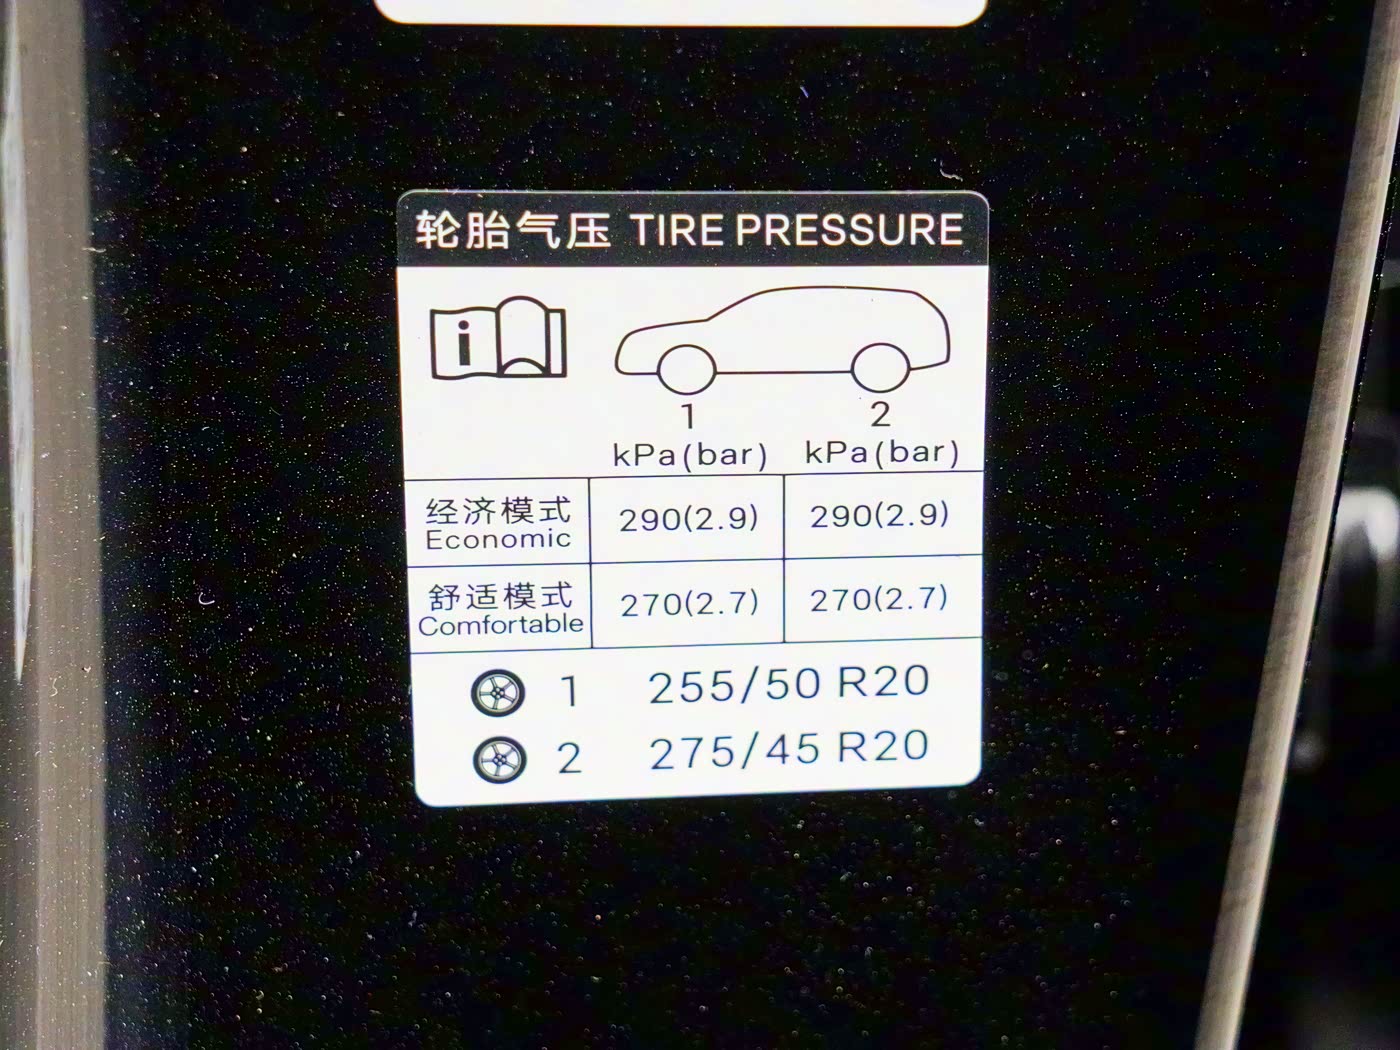 轮胎气压 TIRE PRESSURE
i
1 2
kPa(bar) kPa(bar)
经济模式 290(2.9) 290(2.9)
Economic
舒适模式 270(2.7) 270(2.7)
Comfortable
1 255/50 R20
2 275/45 R20